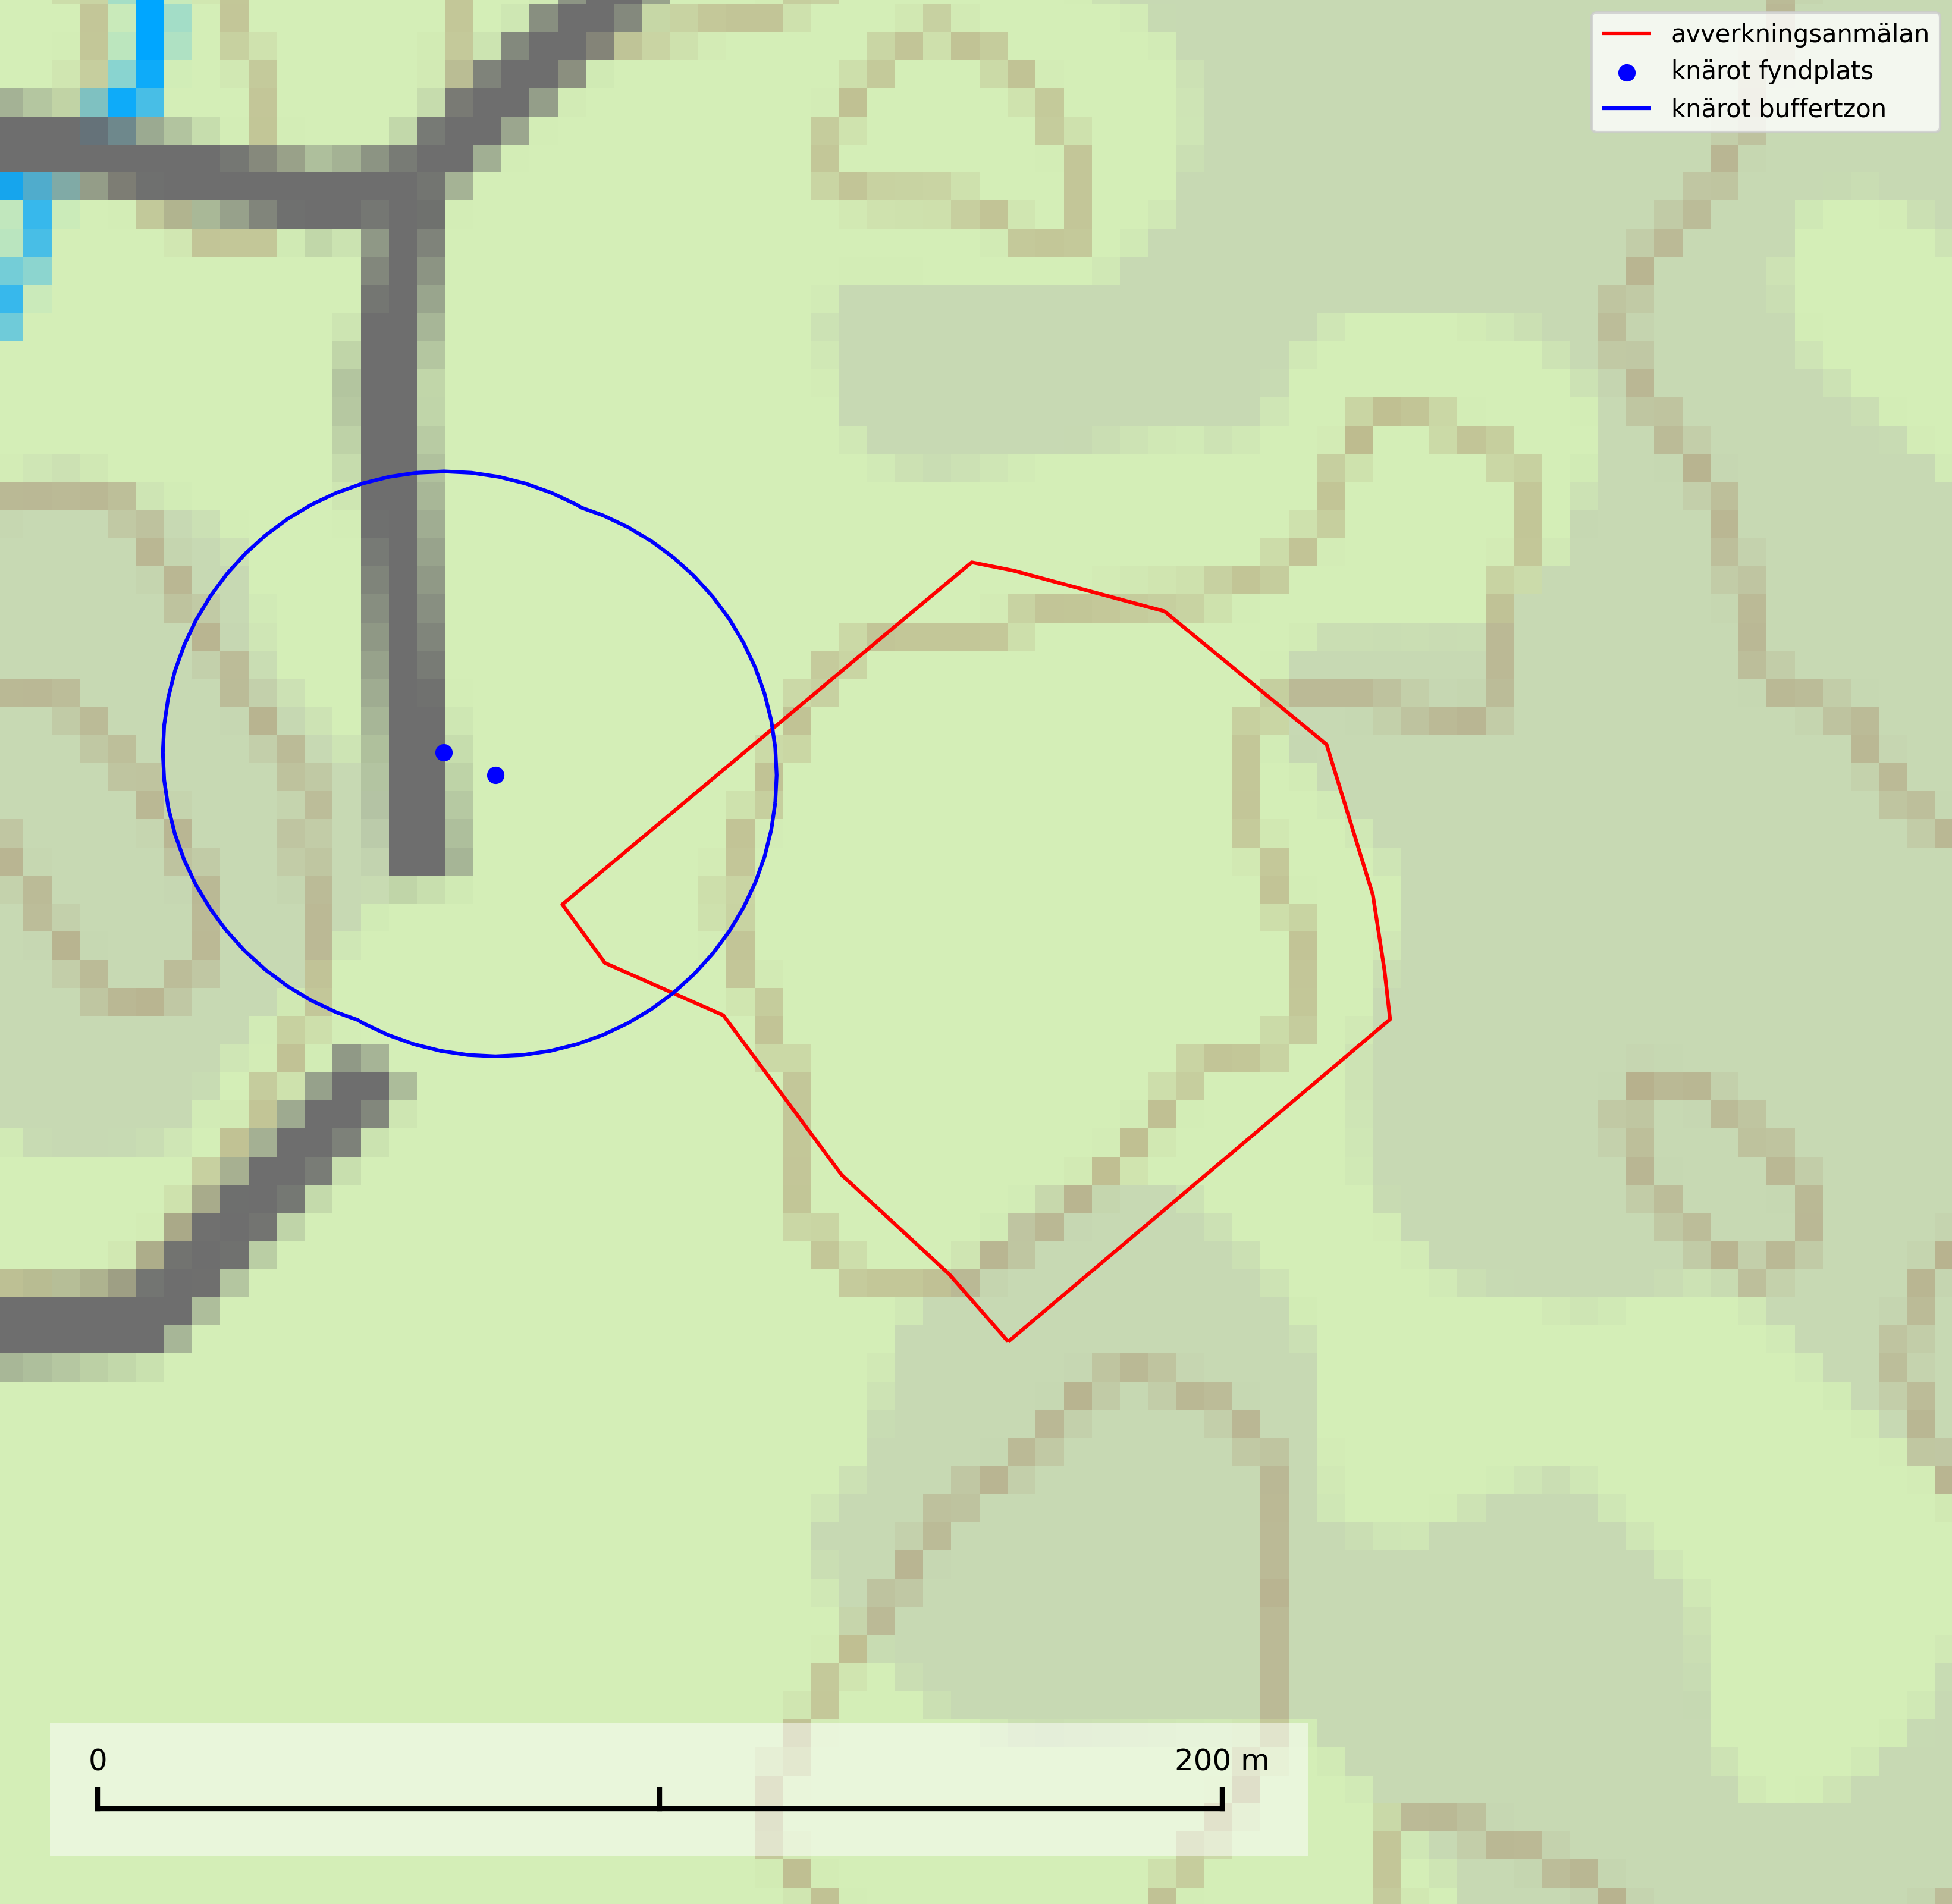 avverkningsanmälan
knärot fyndplats
knärot buffertzon
0 200 m